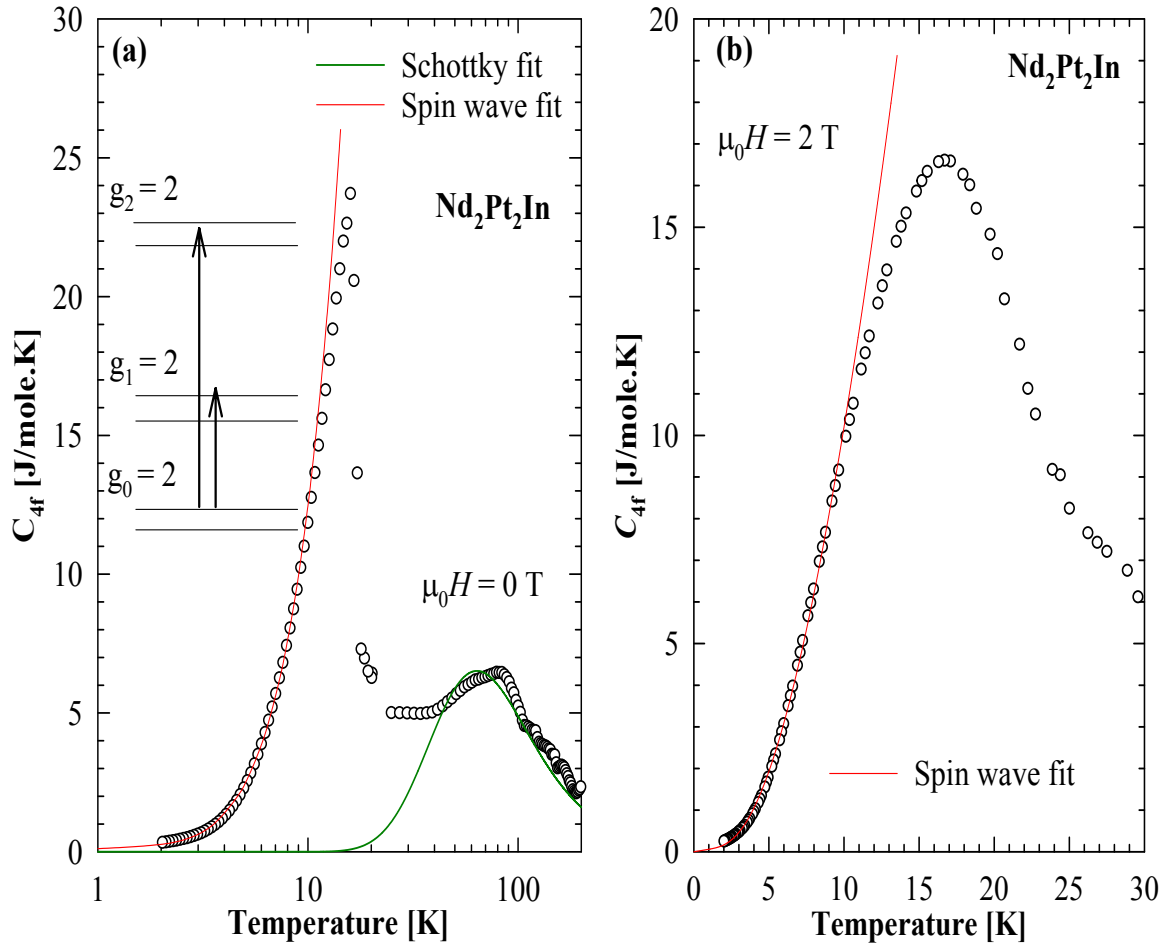 (a)
Schottky fit
Spin wave fit
g2 = 2
Nd2Pt2In
g1 = 2
g0 = 2
μ0H = 0 T
C4f [J/mole.K]
30
25
20
15
10
5
0
1
10
100
Temperature [K]
(b)
Nd2Pt2In
μ0H = 2 T
Spin wave fit
C4f [J/mole.K]
20
15
10
5
0
0
5
10
15
20
25
30
Temperature [K]